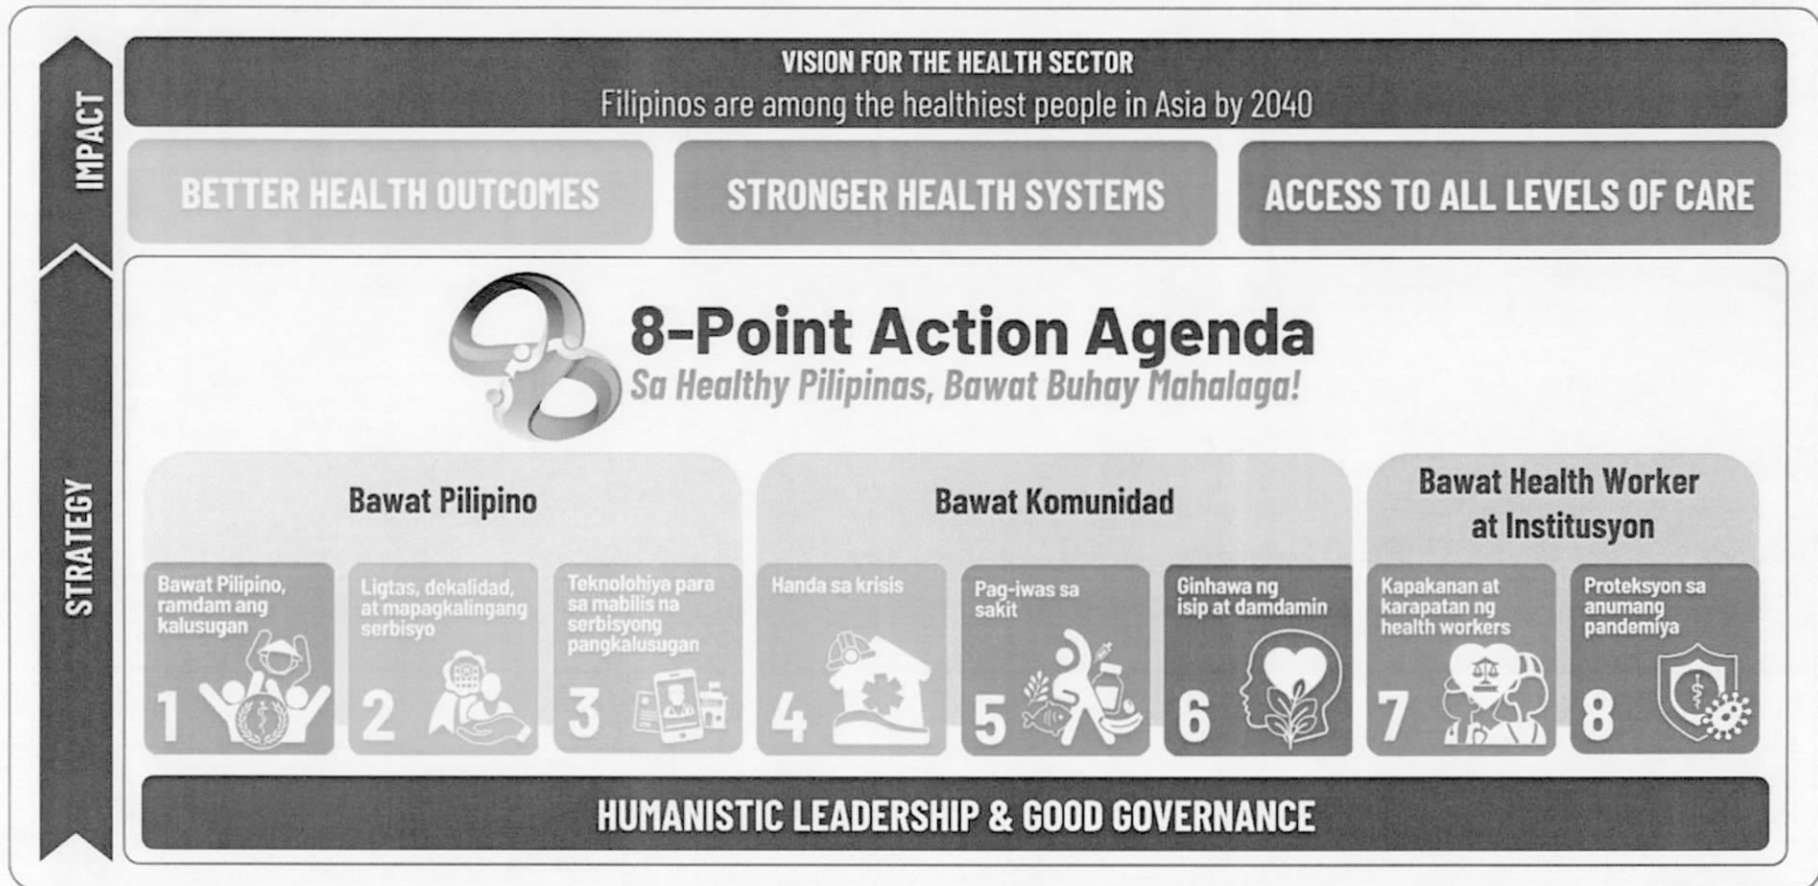 IMPACT
VISION FOR THE HEALTH SECTOR
Filipinos are among the healthiest people in Asia by 2040
BETTER HEALTH OUTCOMES
STRONGER HEALTH SYSTEMS
ACCESS TO ALL LEVELS OF CARE
STRATEGY
8-Point Action Agenda
Sa Healthy Pilipinas, Bawat Buhay Mahalaga!
Bawat Pilipino
Bawat Pilipino,
ramdam ang
kalusugan
1
Ligtas, dekalidad,
at mapagkalingang
serbisyo
2
Teknolohiya para
sa mabilis na
serbisyong
pangkalusugan
3
Bawat Komunidad
Handa sa krisis
4
Pag-iwas sa
sakit
5
Ginhawa ng
isip at damdamin
6
Bawat Health Worker
at Institusyon
Kapakanan at
karapatan ng
health workers
7
Proteksyon sa
anumang
pandemiya
8
HUMANISTIC LEADERSHIP & GOOD GOVERNANCE